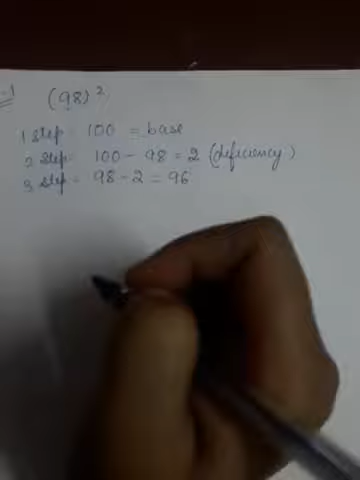 (98)²
1 step - 100 = base
2 step - 100 - 98 = 2 (deficiency)
3 step - 98 - 2 = 96